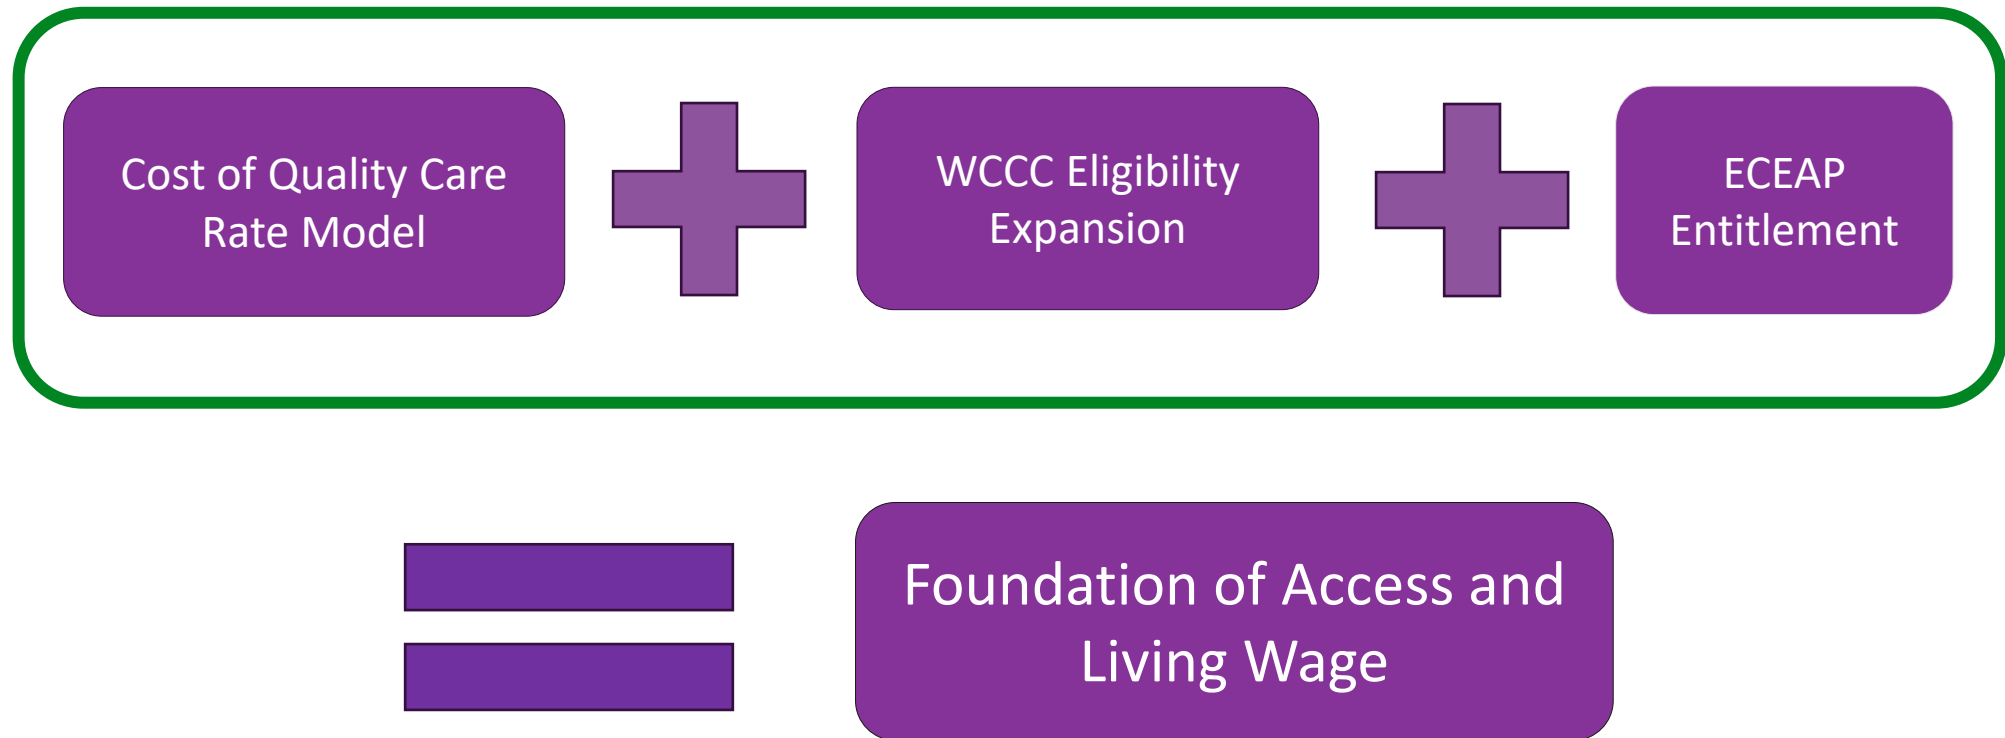 Cost of Quality Care
Rate Model
WCCC Eligibility
Expansion
ECEAP
Entitlement
Foundation of Access and
Living Wage